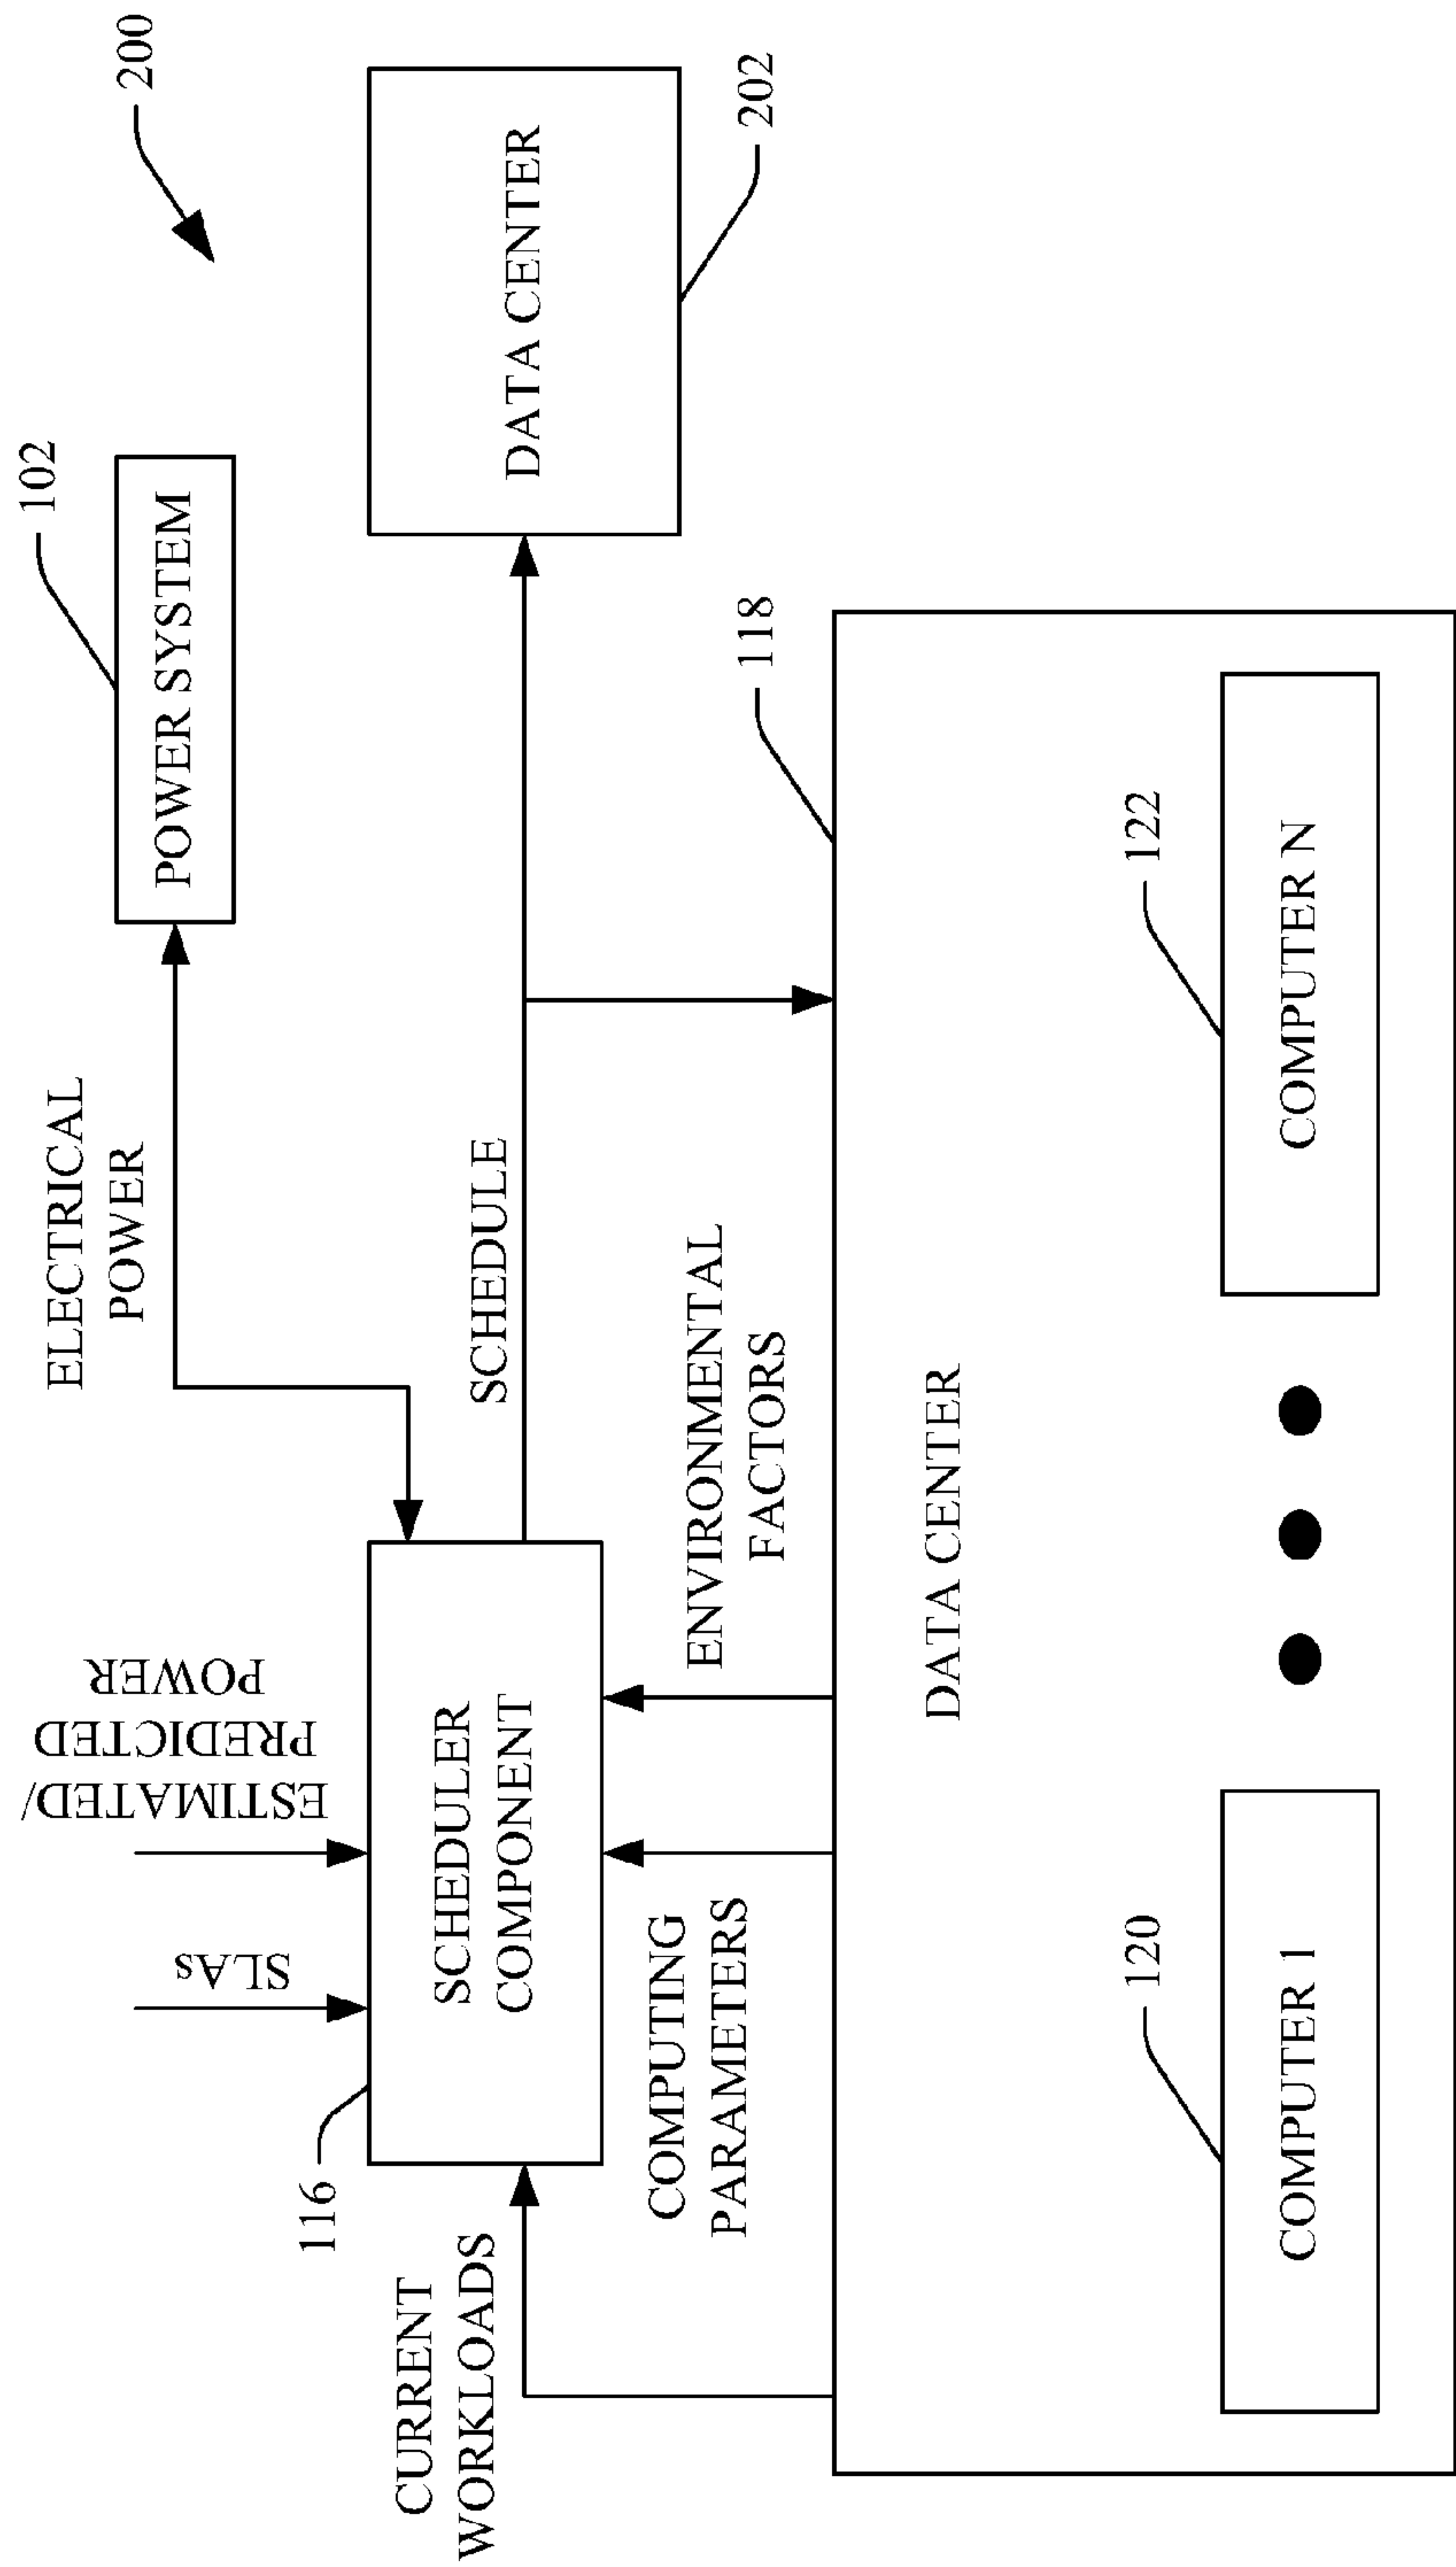 200
102
POWER SYSTEM
ELECTRICAL
POWER
ESTIMATED/
PREDICTED
POWER
SLAs
116
SCHEDULER
COMPONENT
SCHEDULE
DATA CENTER
202
CURRENT
WORKLOADS
COMPUTING
PARAMETERS
ENVIRONMENTAL
FACTORS
118
DATA CENTER
120
COMPUTER 1
122
COMPUTER N